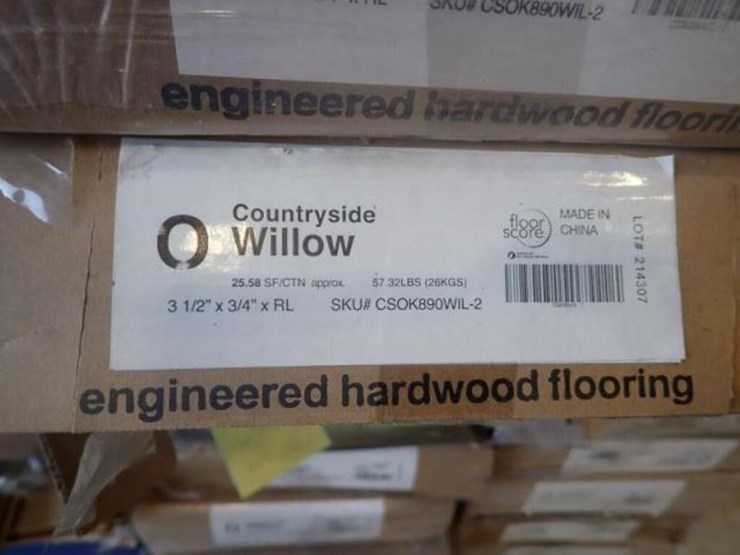 SKU# CSOK890WIL-2
engineered hardwood floorin
O
Countryside
Willow
floor
score
MADE IN
CHINA
LOT# 214307
25.58 SF/CTN approx. 57.32LBS (26KGS)
3 1/2" x 3/4" x RL SKU# CSOK890WIL-2
engineered hardwood flooring